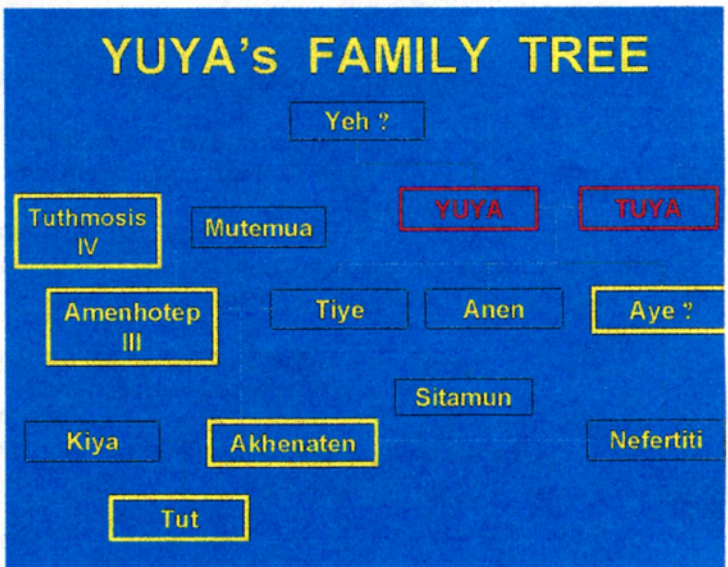 YUYA's FAMILY TREE
Yeh ?
Tuthmosis
IV
Mutemua
YUYA
TUYA
Amenhotep
III
Tiye
Anen
Aye ?
Sitamun
Kiya
Akhenaten
Nefertiti
Tut